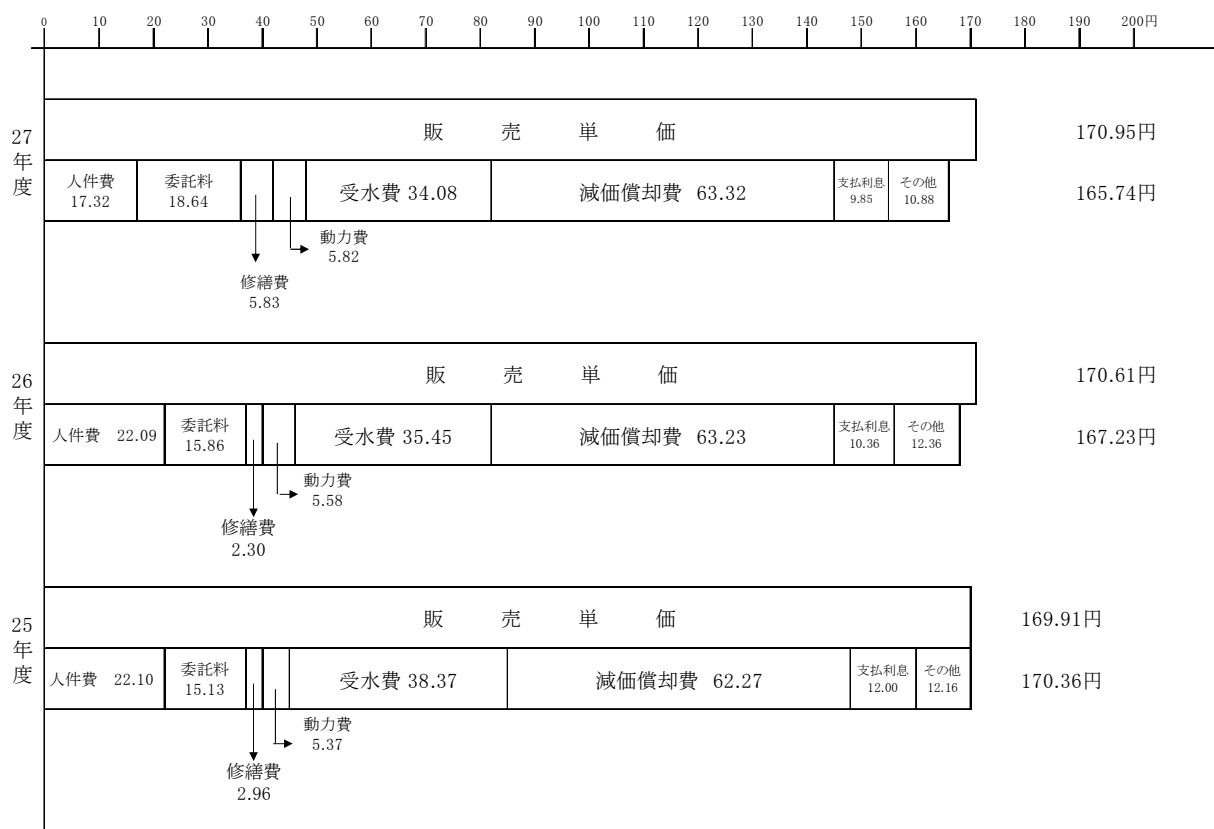 0 10 20 30 40 50 60 70 80 90 100 110 120 130 140 150 160 170 180 190 200円
27年度
販売単価 170.95円
人件費 17.32
委託料 18.64
受水費 34.08
減価償却費 63.32
支払利息 9.85
その他 10.88
165.74円
動力費
5.82
修繕費
5.83
26年度
販売単価 170.61円
人件費 22.09
委託料 15.86
受水費 35.45
減価償却費 63.23
支払利息 10.36
その他 12.36
167.23円
動力費
5.58
修繕費
2.30
25年度
販売単価 169.91円
人件費 22.10
委託料 15.13
受水費 38.37
減価償却費 62.27
支払利息 12.00
その他 12.16
170.36円
動力費
5.37
修繕費
2.96